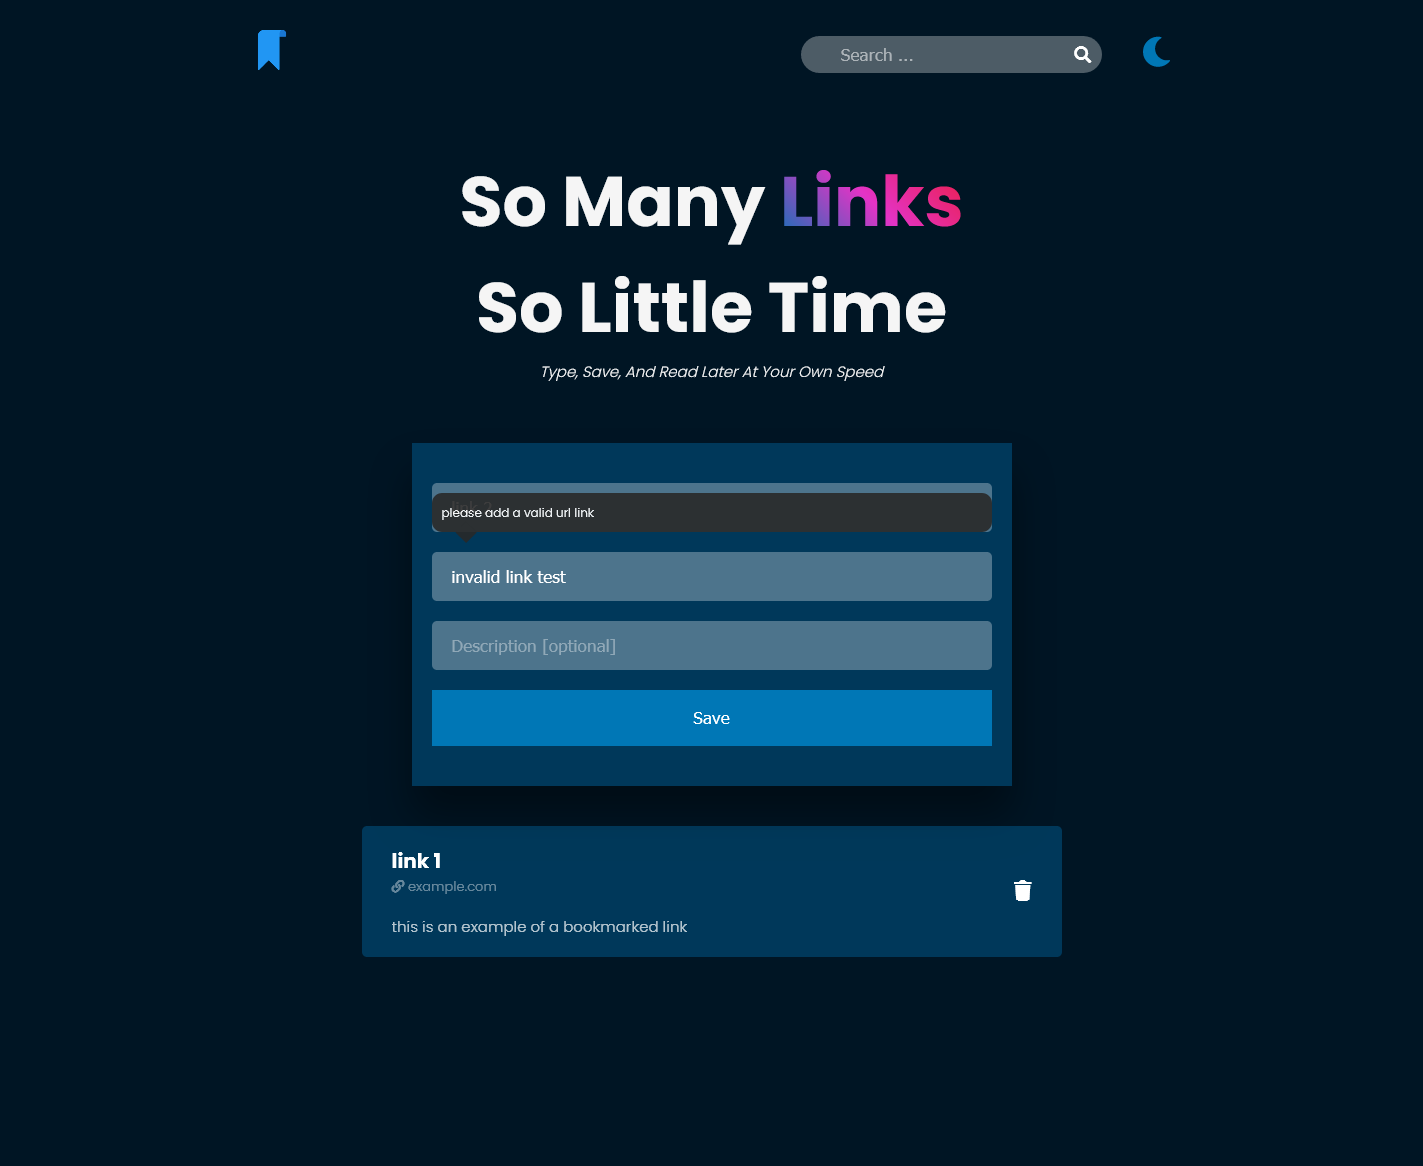 Search ...
So Many Links
So Little Time
Type, Save, And Read Later At Your Own Speed
please add a valid url link
invalid link test
Description [optional]
Save
link 1
example.com
this is an example of a bookmarked link